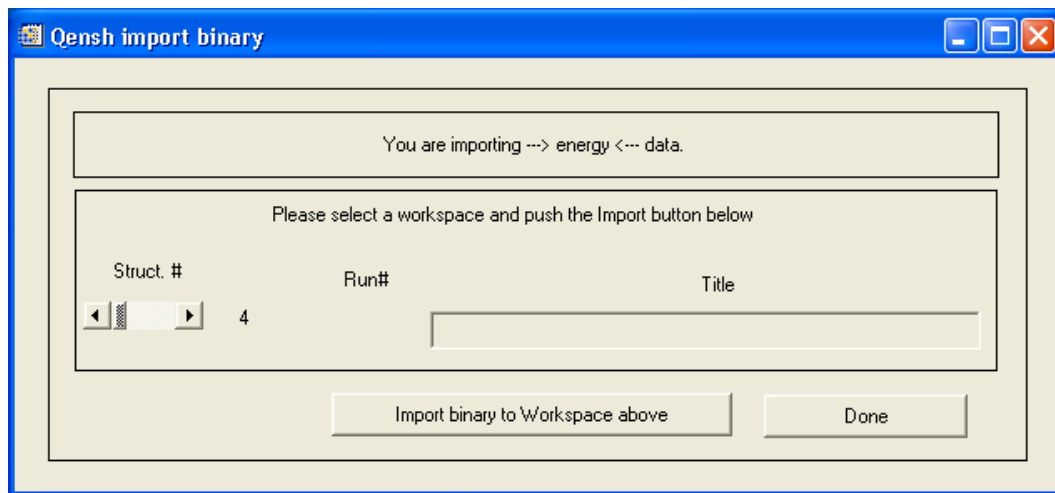 Qensh import binary
You are importing ---> energy <--- data.
Please select a workspace and push the Import button below
Struct. # Run# Title
4
Import binary to Workspace above Done